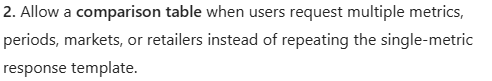 2. Allow a comparison table when users request multiple metrics,
periods, markets, or retailers instead of repeating the single-metric
response template.